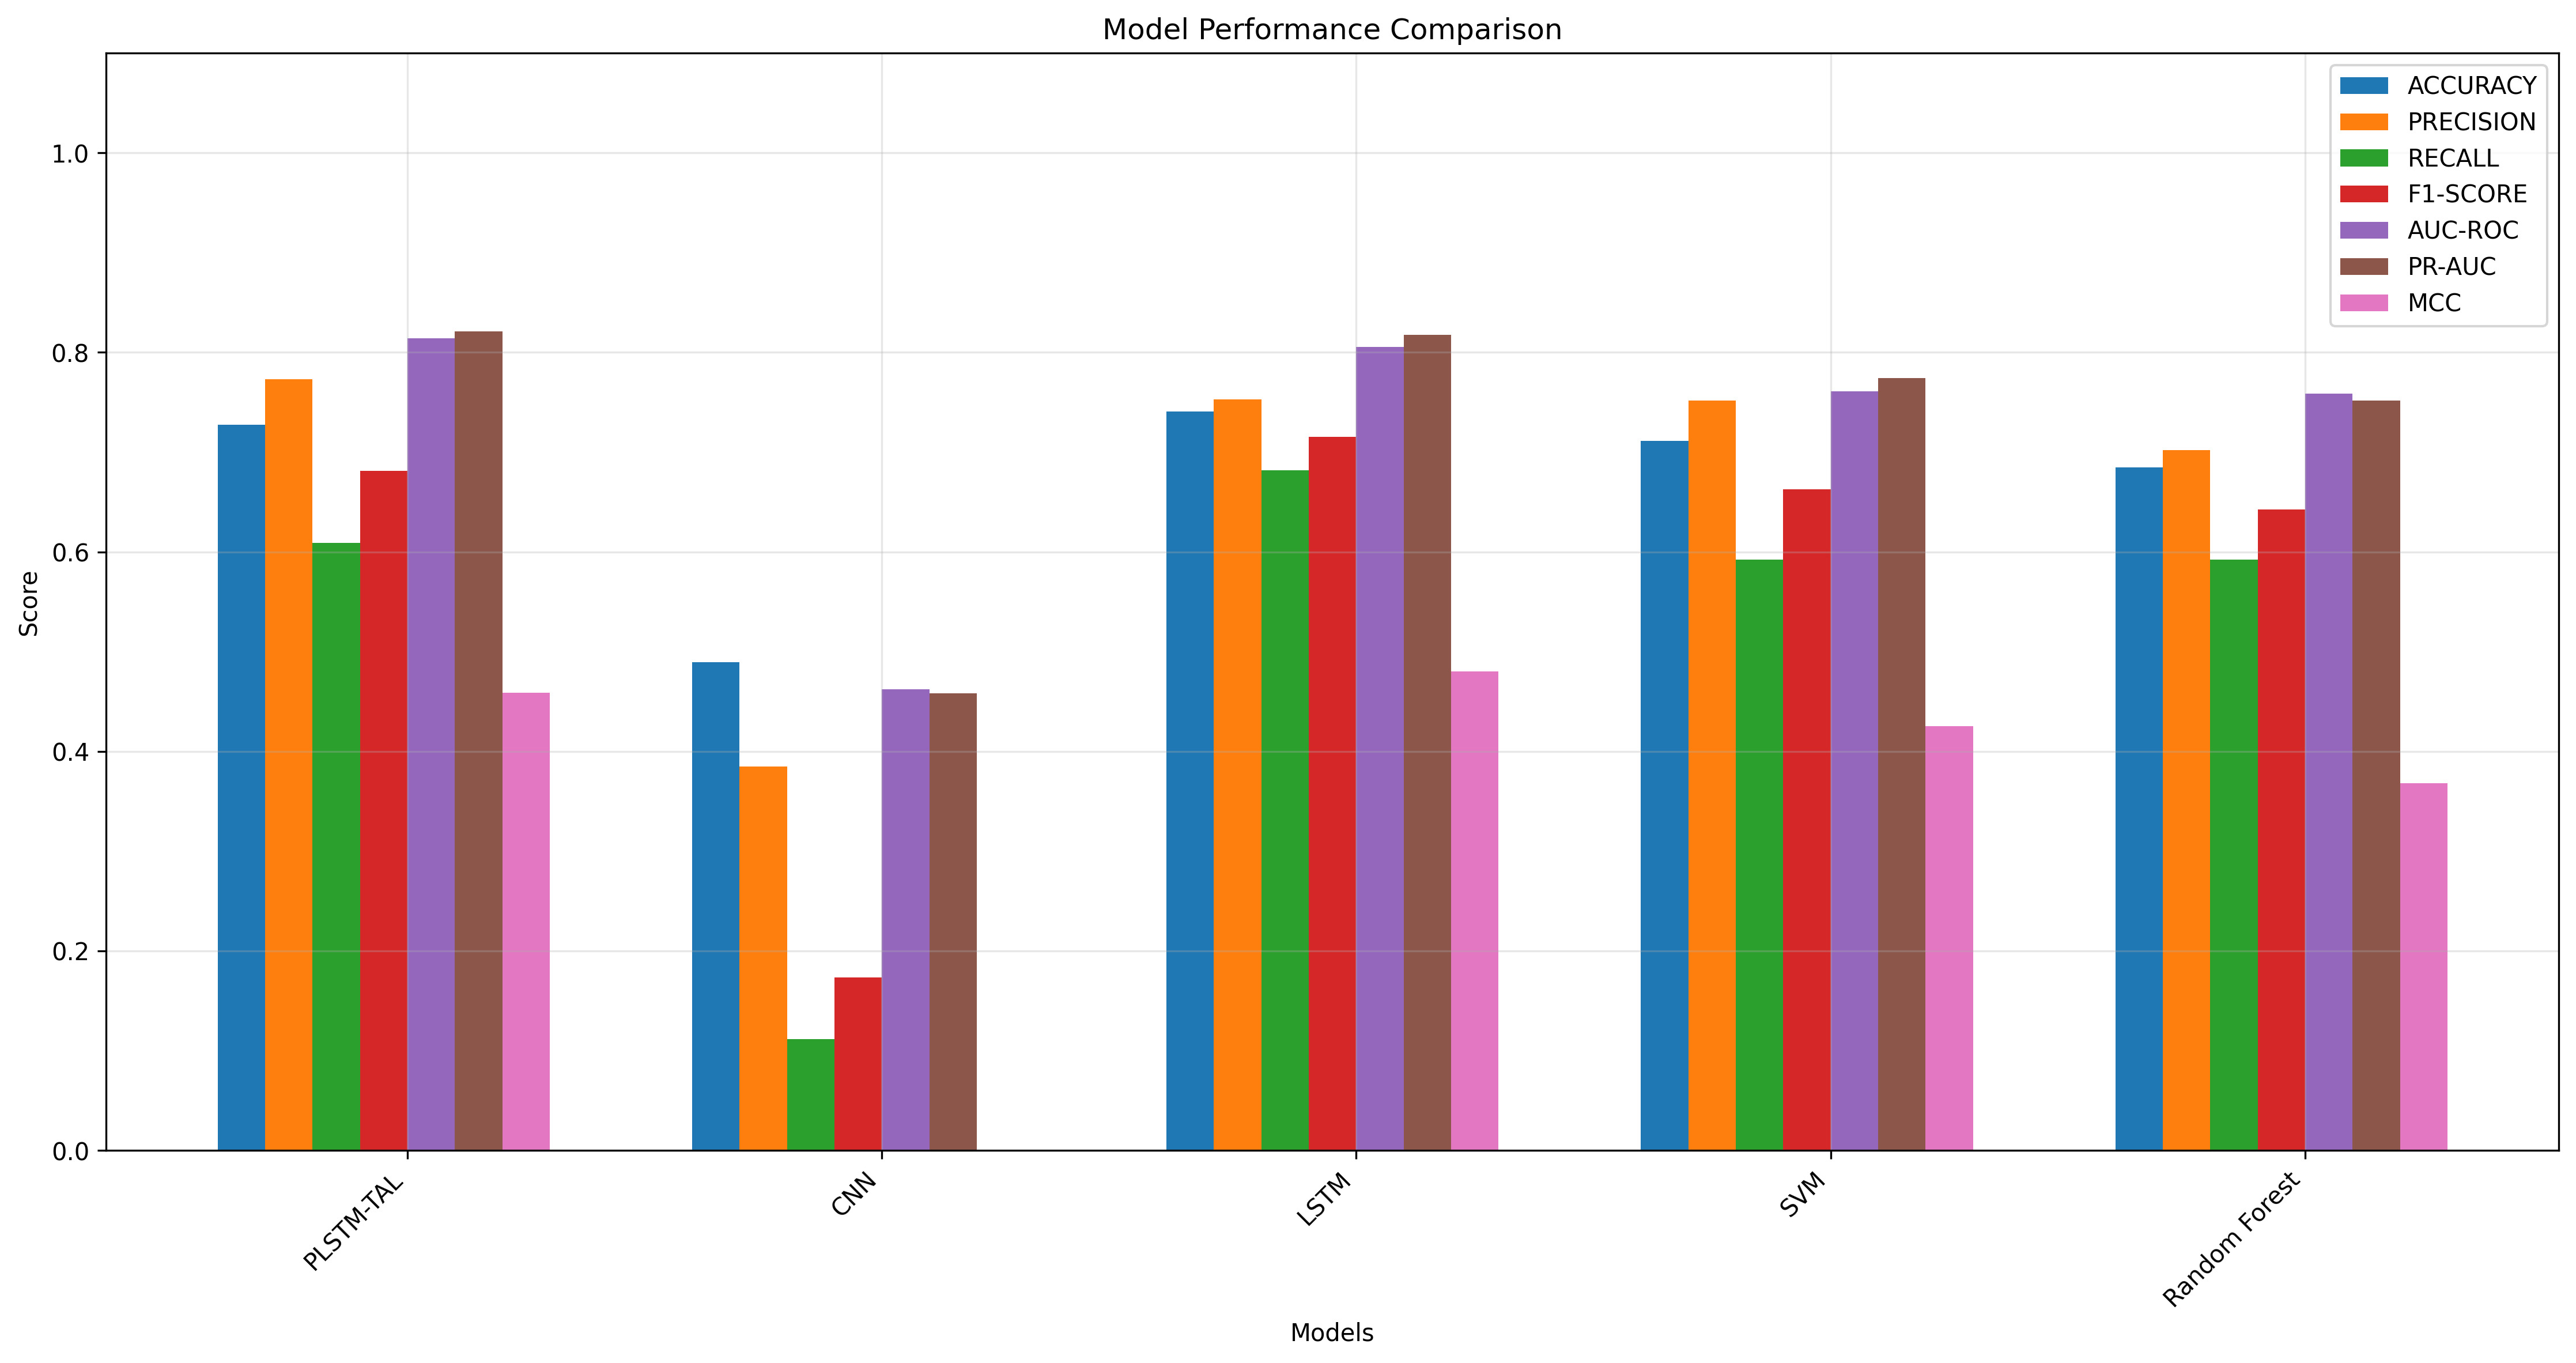 Model Performance Comparison
ACCURACY
PRECISION
RECALL
F1-SCORE
AUC-ROC
PR-AUC
MCC
Score
1.0
0.8
0.6
0.4
0.2
0.0
PLSTM-TAL
CNN
LSTM
SVM
Random Forest
Models